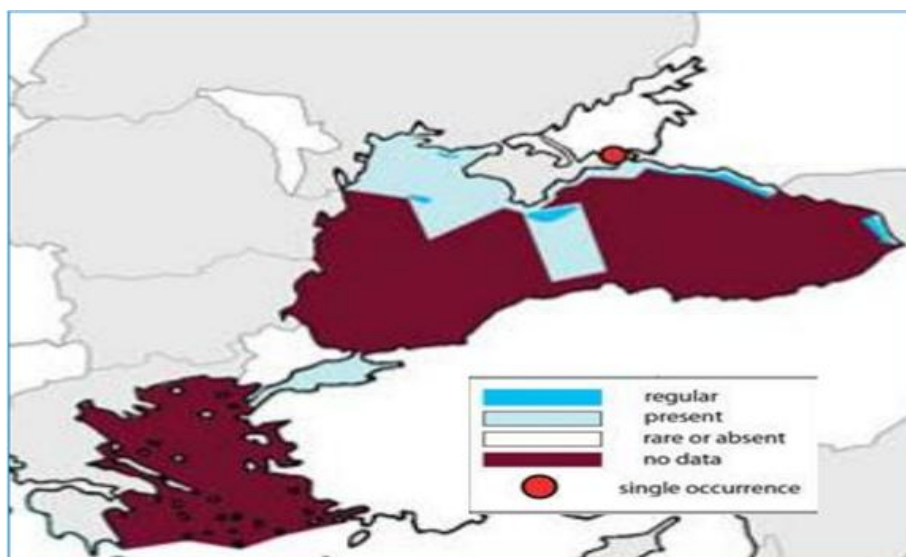 regular
present
rare or absent
no data
single occurrence